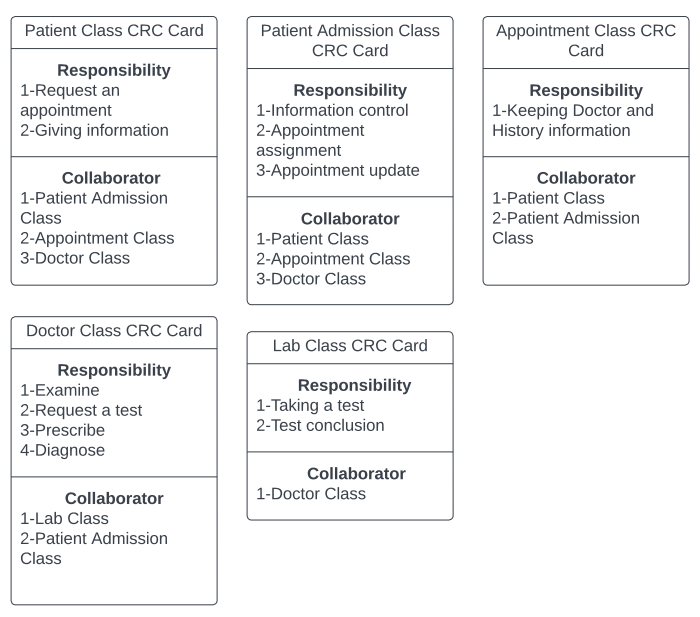 Patient Class CRC Card
Responsibility
1-Request an
appointment
2-Giving information
Collaborator
1-Patient Admission
Class
2-Appointment Class
3-Doctor Class
Patient Admission Class
CRC Card
Responsibility
1-Information control
2-Appointment
assignment
3-Appointment update
Collaborator
1-Patient Class
2-Appointment Class
3-Doctor Class
Appointment Class CRC
Card
Responsibility
1-Keeping Doctor and
History information
Collaborator
1-Patient Class
2-Patient Admission
Class
Doctor Class CRC Card
Responsibility
1-Examine
2-Request a test
3-Prescribe
4-Diagnose
Collaborator
1-Lab Class
2-Patient Admission
Class
Lab Class CRC Card
Responsibility
1-Taking a test
2-Test conclusion
Collaborator
1-Doctor Class